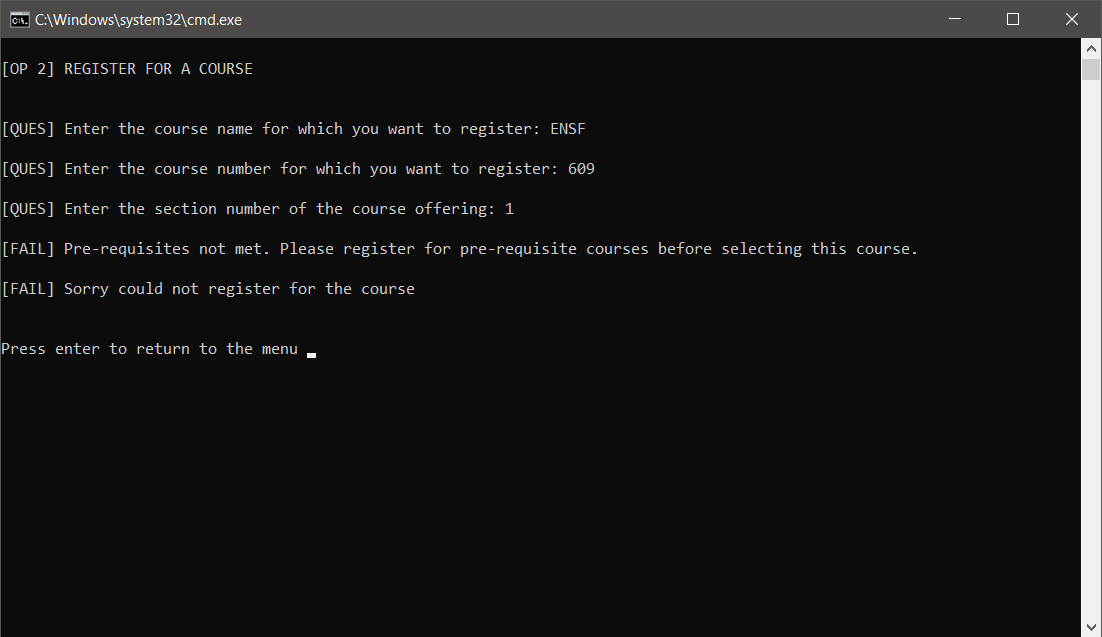 C:\Windows\system32\cmd.exe
[OP 2] REGISTER FOR A COURSE
[QUES] Enter the course name for which you want to register: ENSF
[QUES] Enter the course number for which you want to register: 609
[QUES] Enter the section number of the course offering: 1
[FAIL] Pre-requisites not met. Please register for pre-requisite courses before selecting this course.
[FAIL] Sorry could not register for the course
Press enter to return to the menu